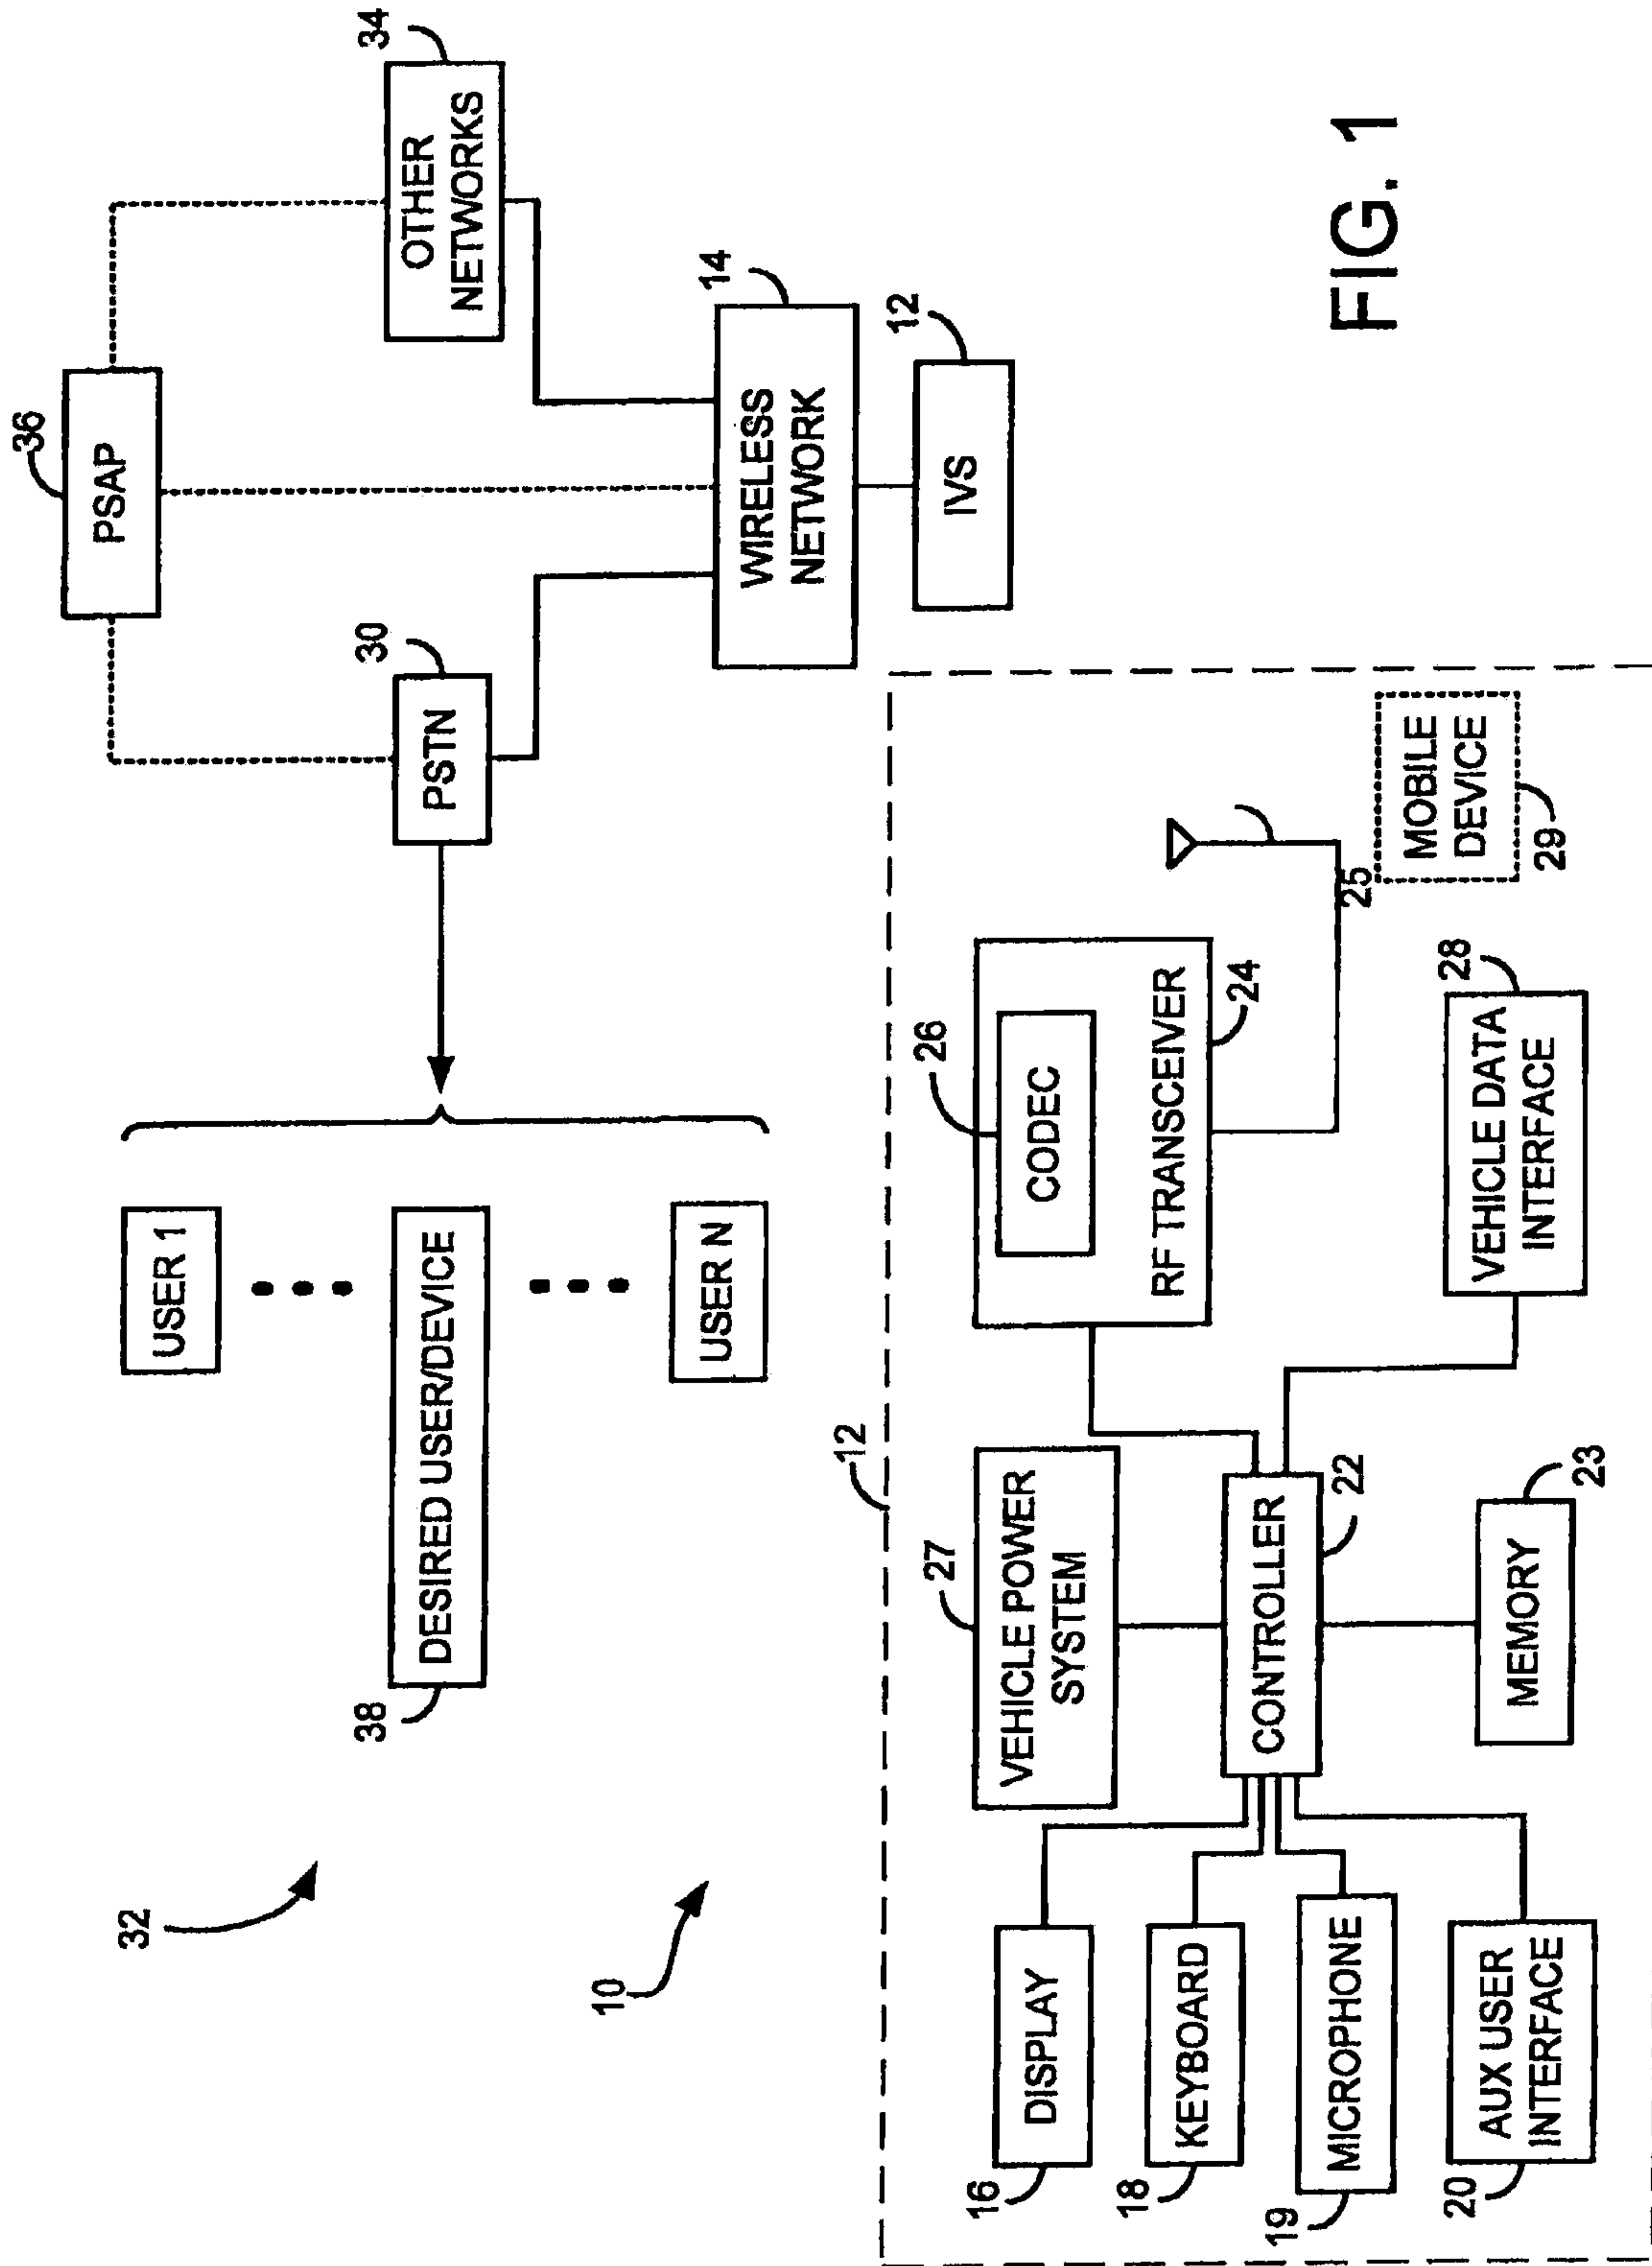 32
USER 1
DESIRED USER/DEVICE
38
USER N
36
PSAP
34
OTHER
NETWORKS
30
PSTN
14
WIRELESS
NETWORK
12
IVS
10
12
16
DISPLAY
18
KEYBOARD
19
MICROPHONE
20
AUX USER
INTERFACE
27
VEHICLE POWER
SYSTEM
CONTROLLER
22
MEMORY
23
26
CODEC
RF TRANSCEIVER
24
25
28
VEHICLE DATA
INTERFACE
MOBILE
DEVICE
29
FIG. 1